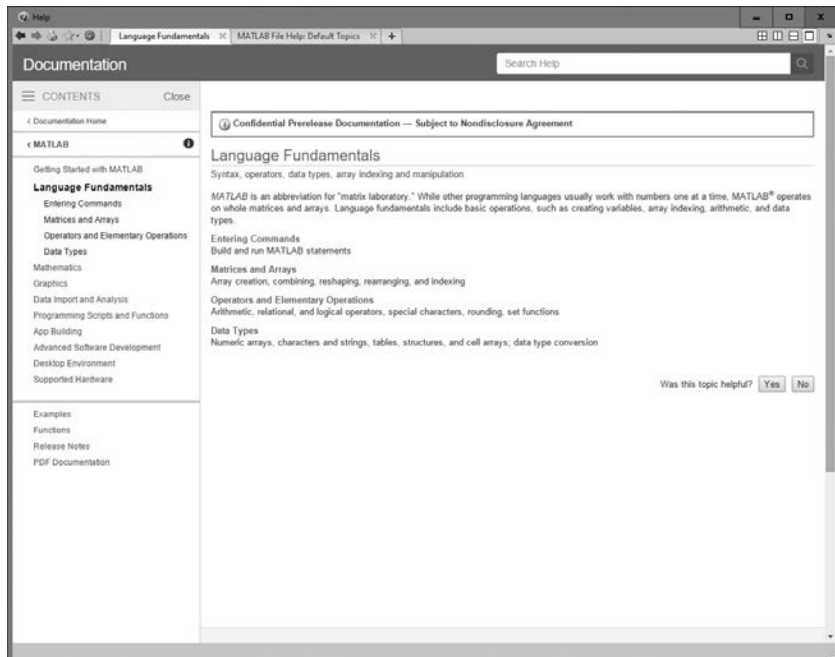 Help
Language Fundamentals
MATLAB File Help: Default Topics
Documentation
Search Help
CONTENTS Close
‹ Documentation Home
‹ MATLAB
Getting Started with MATLAB
Language Fundamentals
Entering Commands
Matrices and Arrays
Operators and Elementary Operations
Data Types
Mathematics
Graphics
Data Import and Analysis
Programming Scripts and Functions
App Building
Advanced Software Development
Desktop Environment
Supported Hardware
Examples
Functions
Release Notes
PDF Documentation
Confidential Prerelease Documentation — Subject to Nondisclosure Agreement
Language Fundamentals
Syntax, operators, data types, array indexing and manipulation
MATLAB is an abbreviation for "matrix laboratory." While other programming languages usually work with numbers one at a time, MATLAB® operates
on whole matrices and arrays. Language fundamentals include basic operations, such as creating variables, array indexing, arithmetic, and data
types.
Entering Commands
Build and run MATLAB statements
Matrices and Arrays
Array creation, combining, reshaping, rearranging, and indexing
Operators and Elementary Operations
Arithmetic, relational, and logical operators, special characters, rounding, set functions
Data Types
Numeric arrays, characters and strings, tables, structures, and cell arrays; data type conversion
Was this topic helpful? Yes No